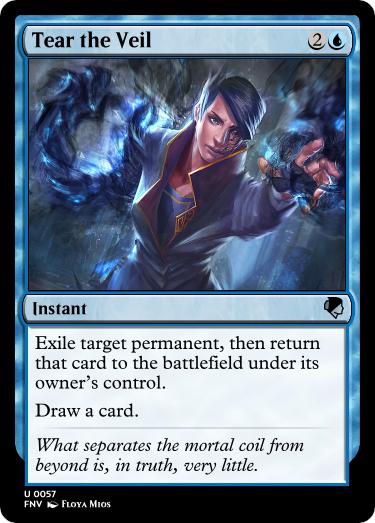 Tear the Veil 2
Instant
Exile target permanent, then return
that card to the battlefield under its
owner's control.
Draw a card.
What separates the mortal coil from
beyond is, in truth, very little.
U 0057
FNV Floya Mios